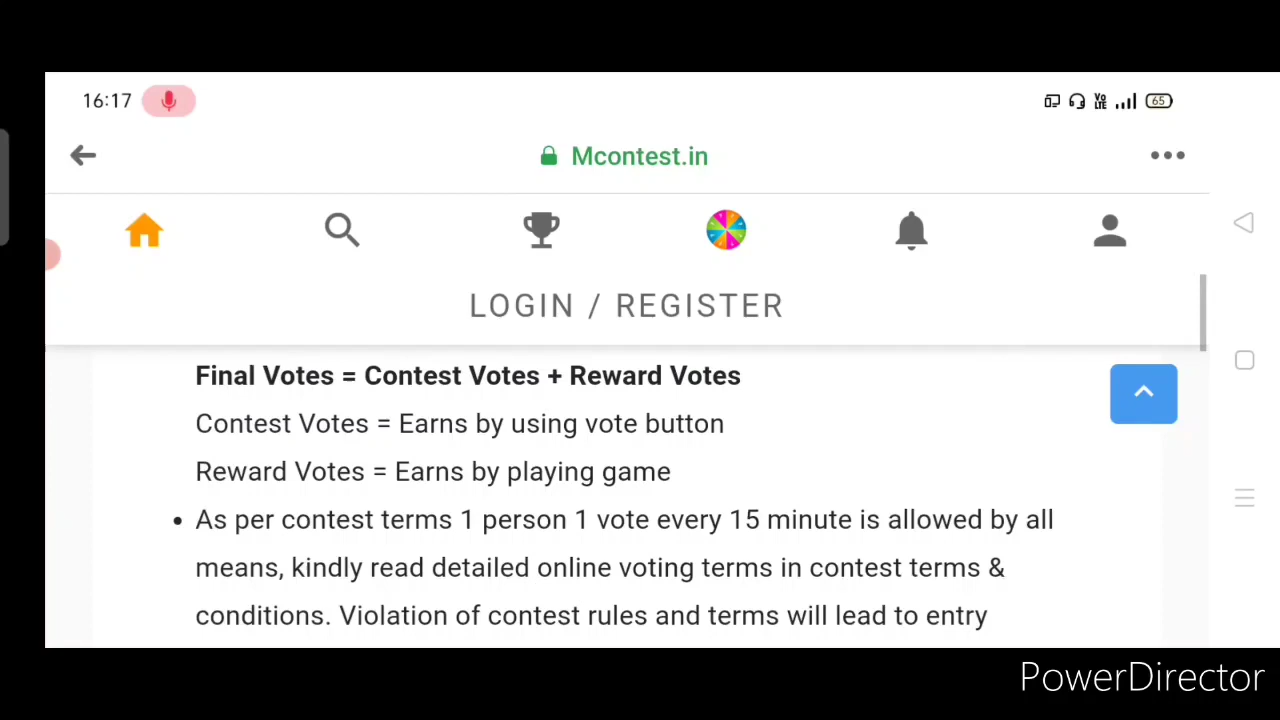 16:17
Vo LTE
65
Mcontest.in
LOGIN / REGISTER
Final Votes = Contest Votes + Reward Votes
Contest Votes = Earns by using vote button
Reward Votes = Earns by playing game
• As per contest terms 1 person 1 vote every 15 minute is allowed by all
means, kindly read detailed online voting terms in contest terms &
conditions. Violation of contest rules and terms will lead to entry
PowerDirector